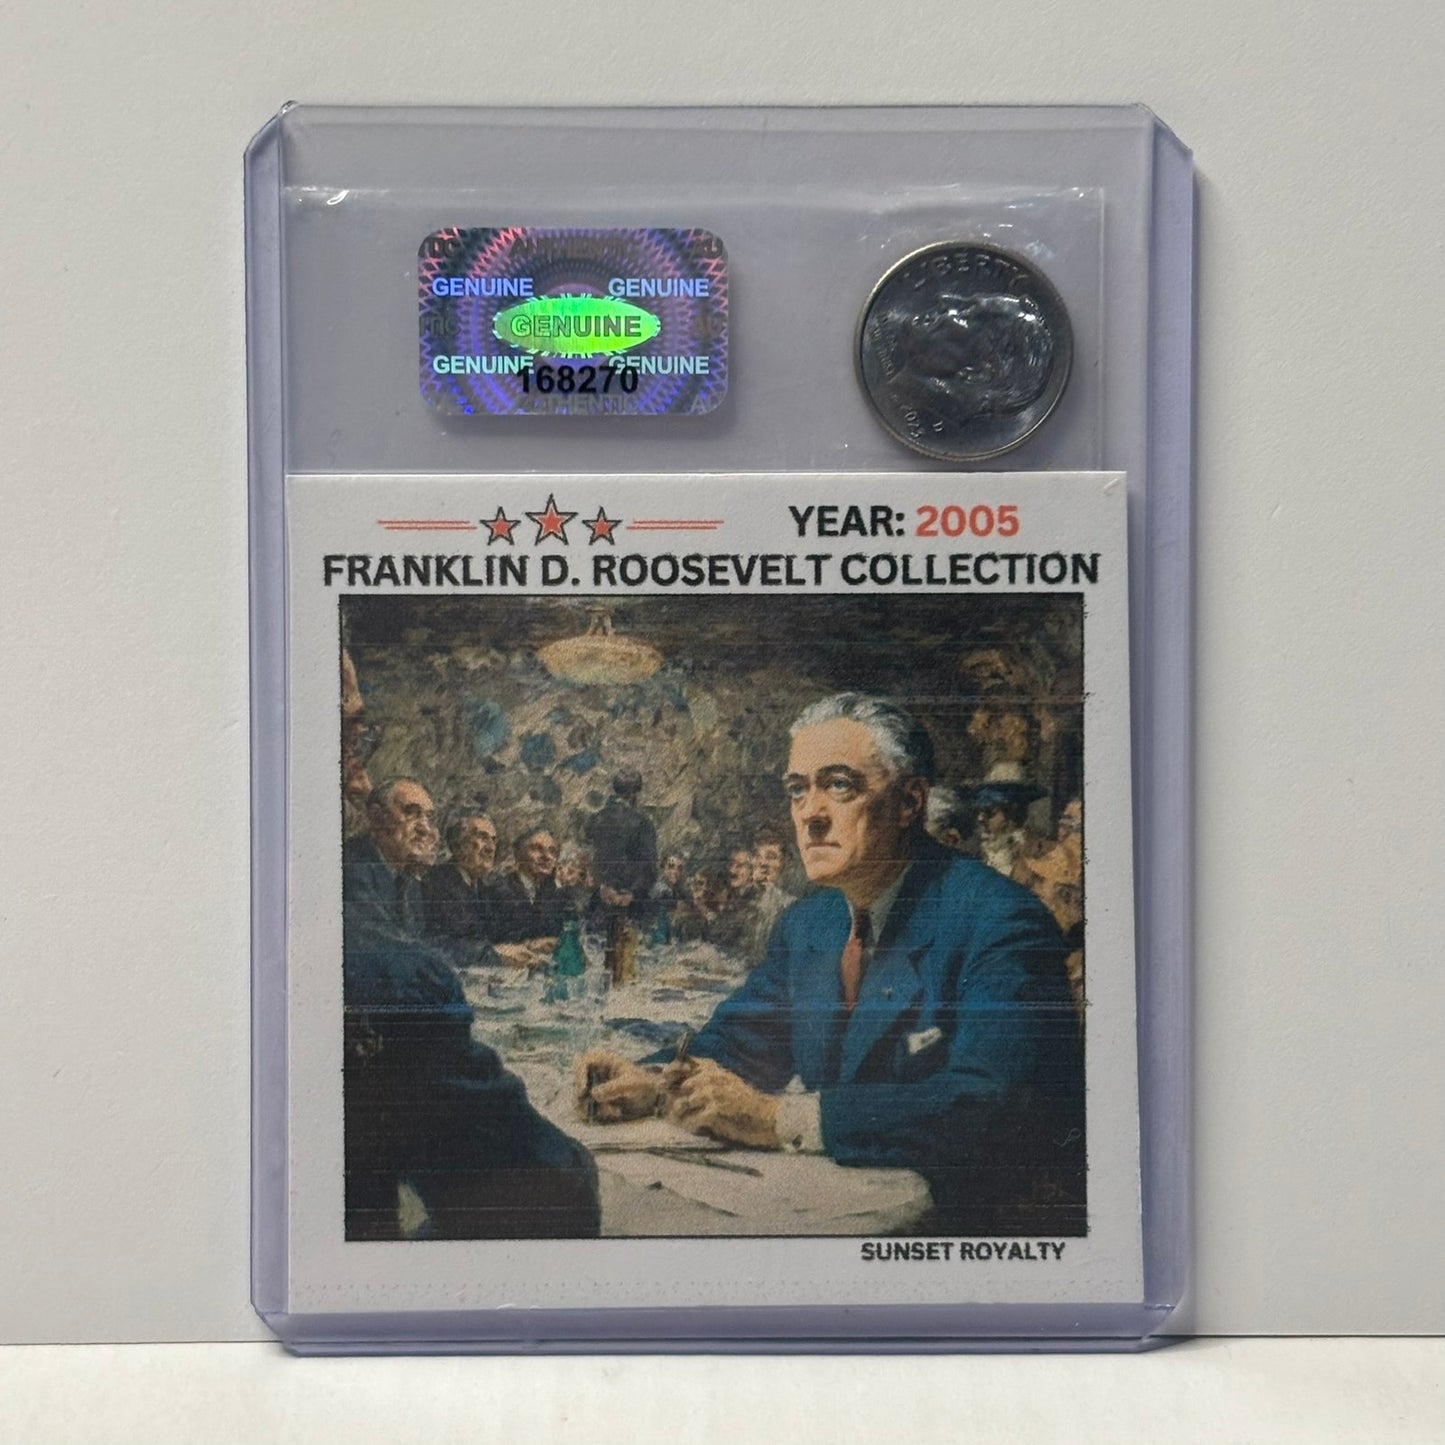 GENUINE GENUINE
GENUINE
GENUINE GENUINE
168270
LIBERTY
D
YEAR: 2005
FRANKLIN D. ROOSEVELT COLLECTION
SUNSET ROYALTY